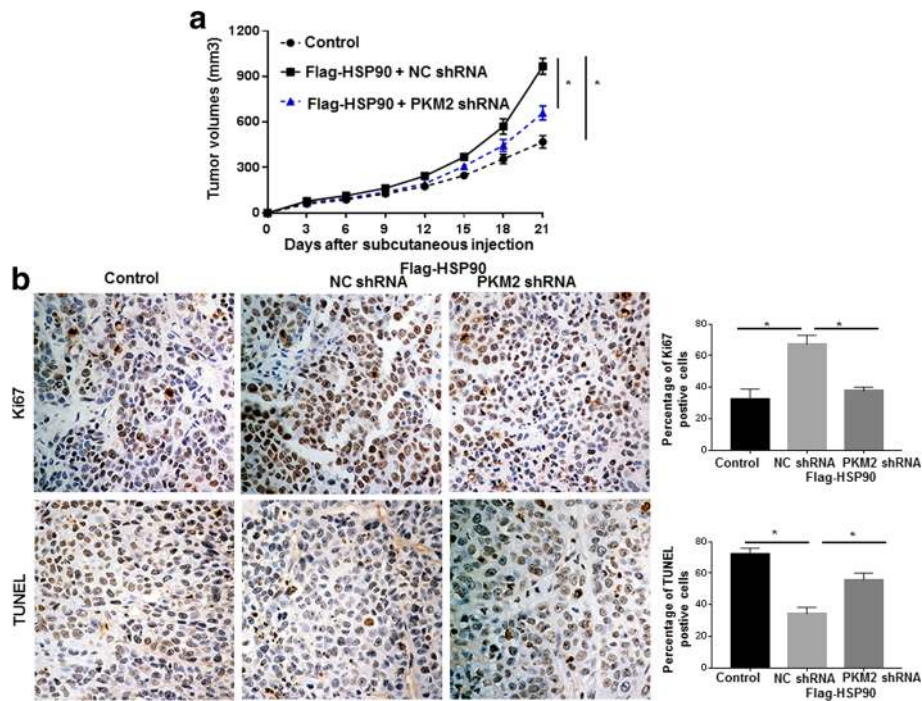 a
1200
900
600
300
0
Tumor volumes (mm3)
Control
Flag-HSP90 + NC shRNA
Flag-HSP90 + PKM2 shRNA
*
*
0 3 6 9 12 15 18 21
Days after subcutaneous injection
b
Flag-HSP90
Control NC shRNA PKM2 shRNA
Ki67
TUNEL
Percentage of Ki67
postive cells
80
60
40
20
0
* *
Control NC shRNA PKM2 shRNA
Flag-HSP90
Percentage of TUNEL
postive cells
80
60
40
20
0
* *
Control NC shRNA PKM2 shRNA
Flag-HSP90